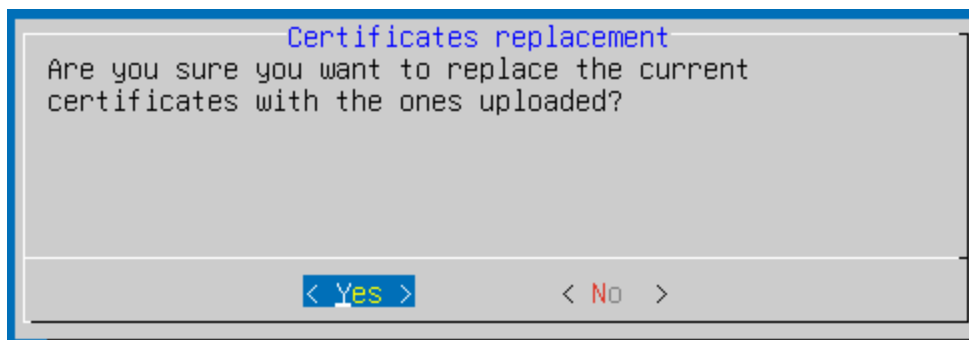 Certificates replacement
Are you sure you want to replace the current
certificates with the ones uploaded?
< Yes > < No >